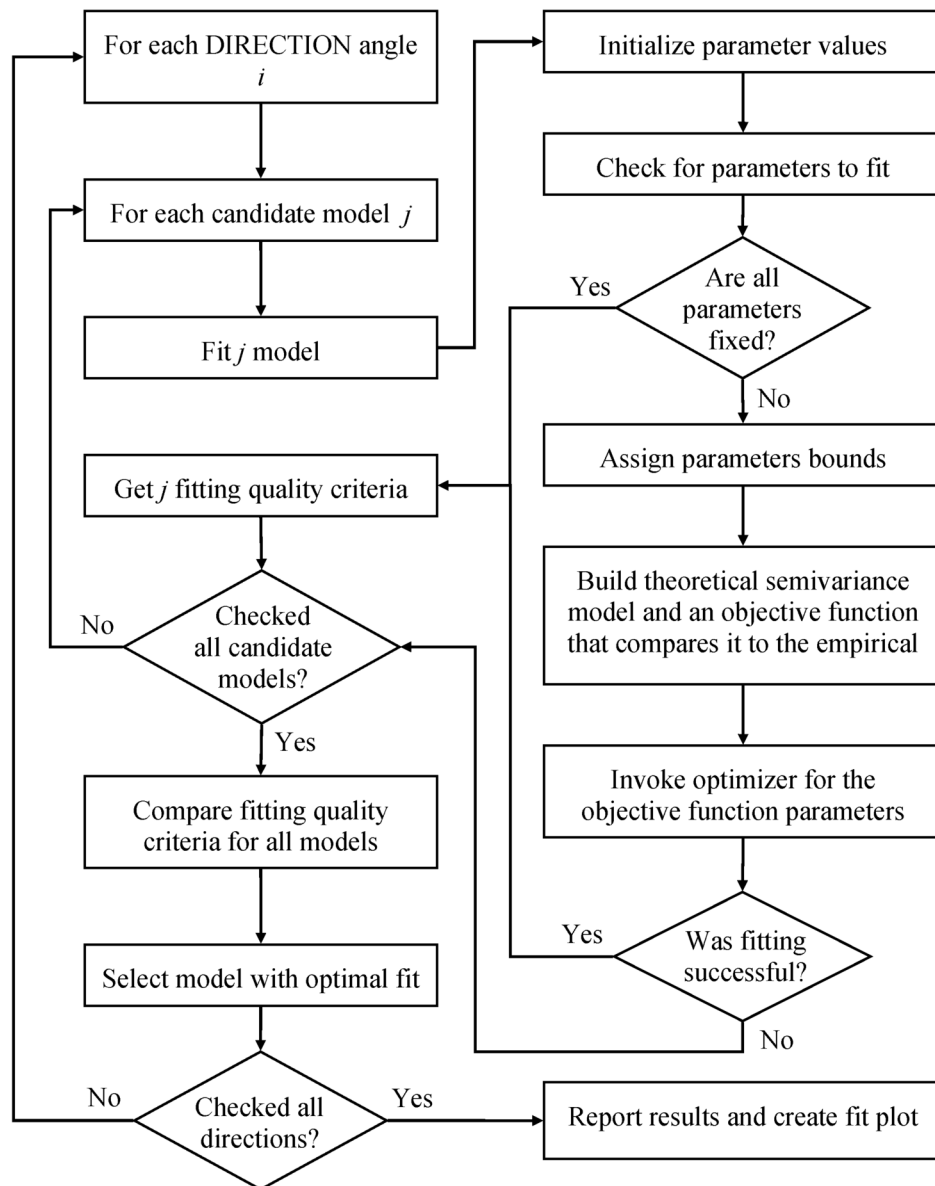 For each DIRECTION angle
i
For each candidate model j
Fit j model
Initialize parameter values
Check for parameters to fit
Are all
parameters
fixed?
Yes
No
Assign parameters bounds
Build theoretical semivariance
model and an objective function
that compares it to the empirical
Invoke optimizer for the
objective function parameters
Was fitting
successful?
Yes
No
Get j fitting quality criteria
Checked
all candidate
models?
No
Yes
Compare fitting quality
criteria for all models
Select model with optimal fit
Checked all
directions?
No
Yes
Report results and create fit plot